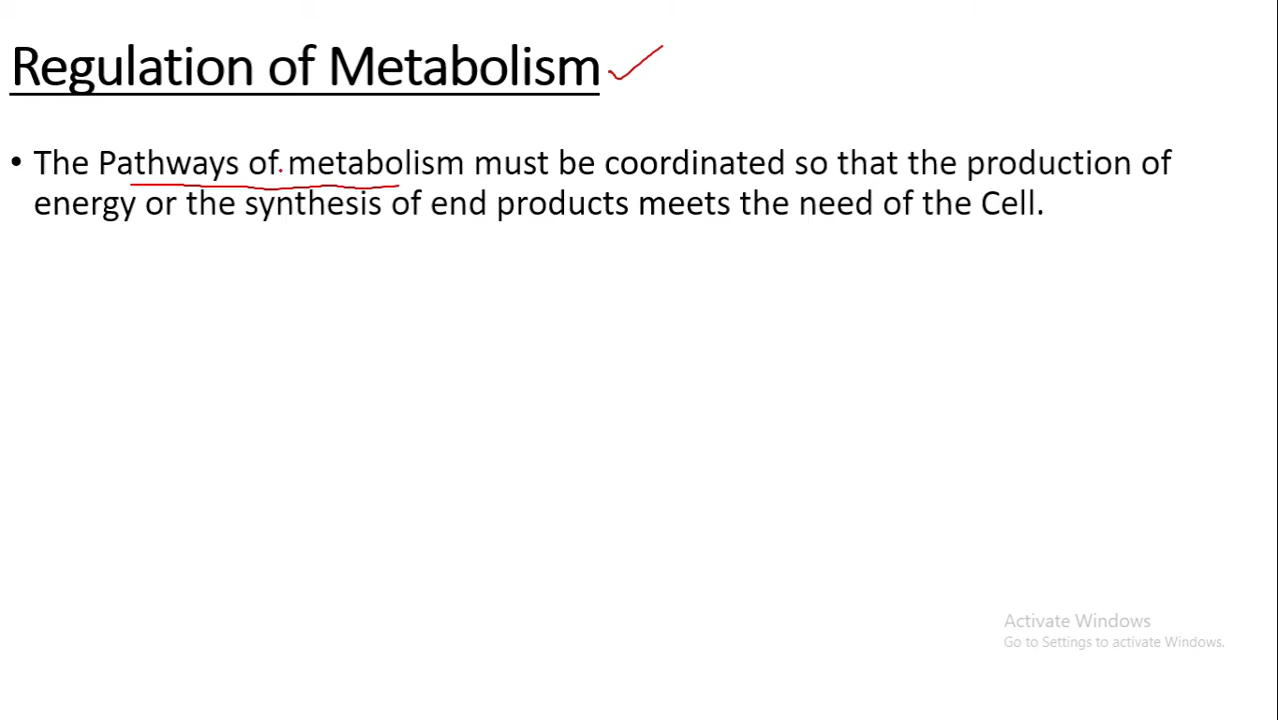 Regulation of Metabolism
• The Pathways of metabolism must be coordinated so that the production of
energy or the synthesis of end products meets the need of the Cell.
Activate Windows
Go to Settings to activate Windows.